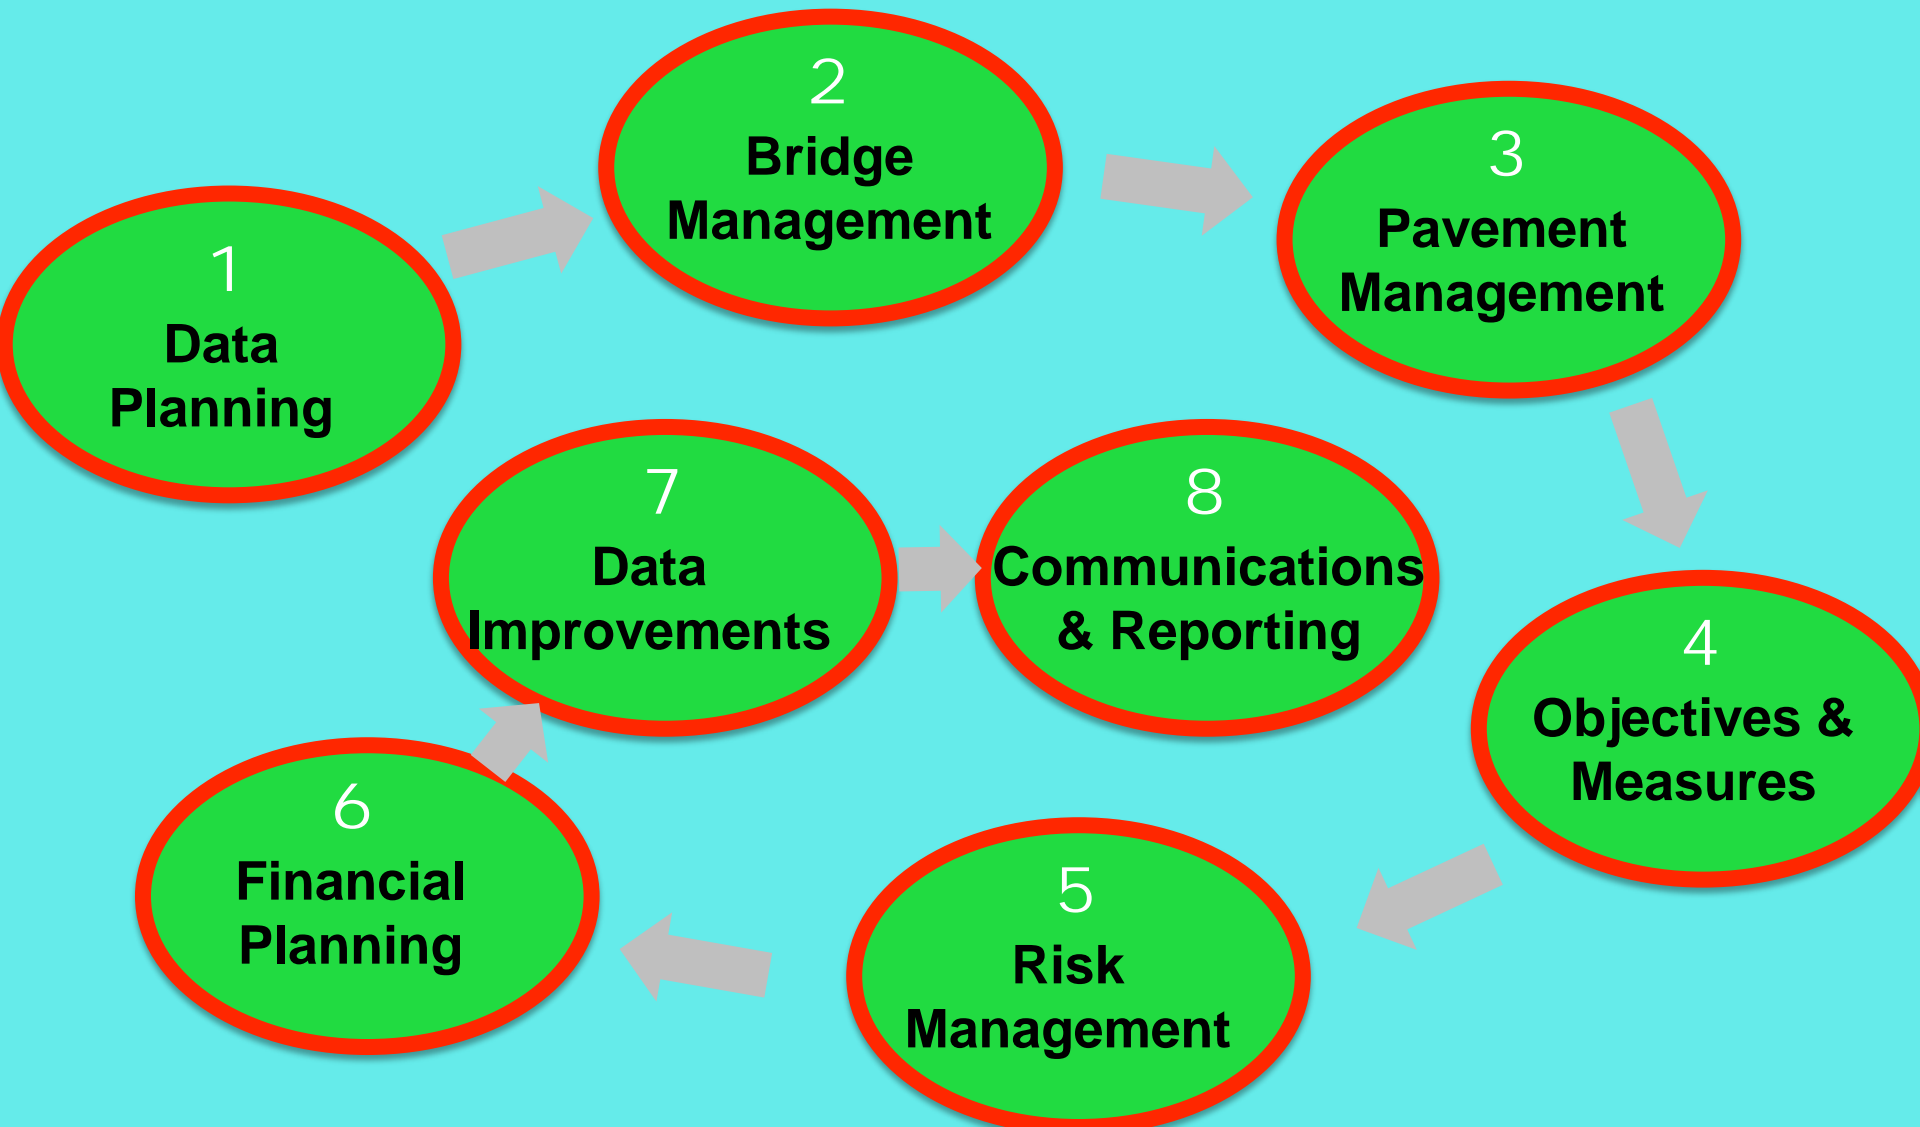 1
Data
Planning
2
Bridge
Management
3
Pavement
Management
4
Objectives &
Measures
5
Risk
Management
6
Financial
Planning
7
Data
Improvements
8
Communications
& Reporting